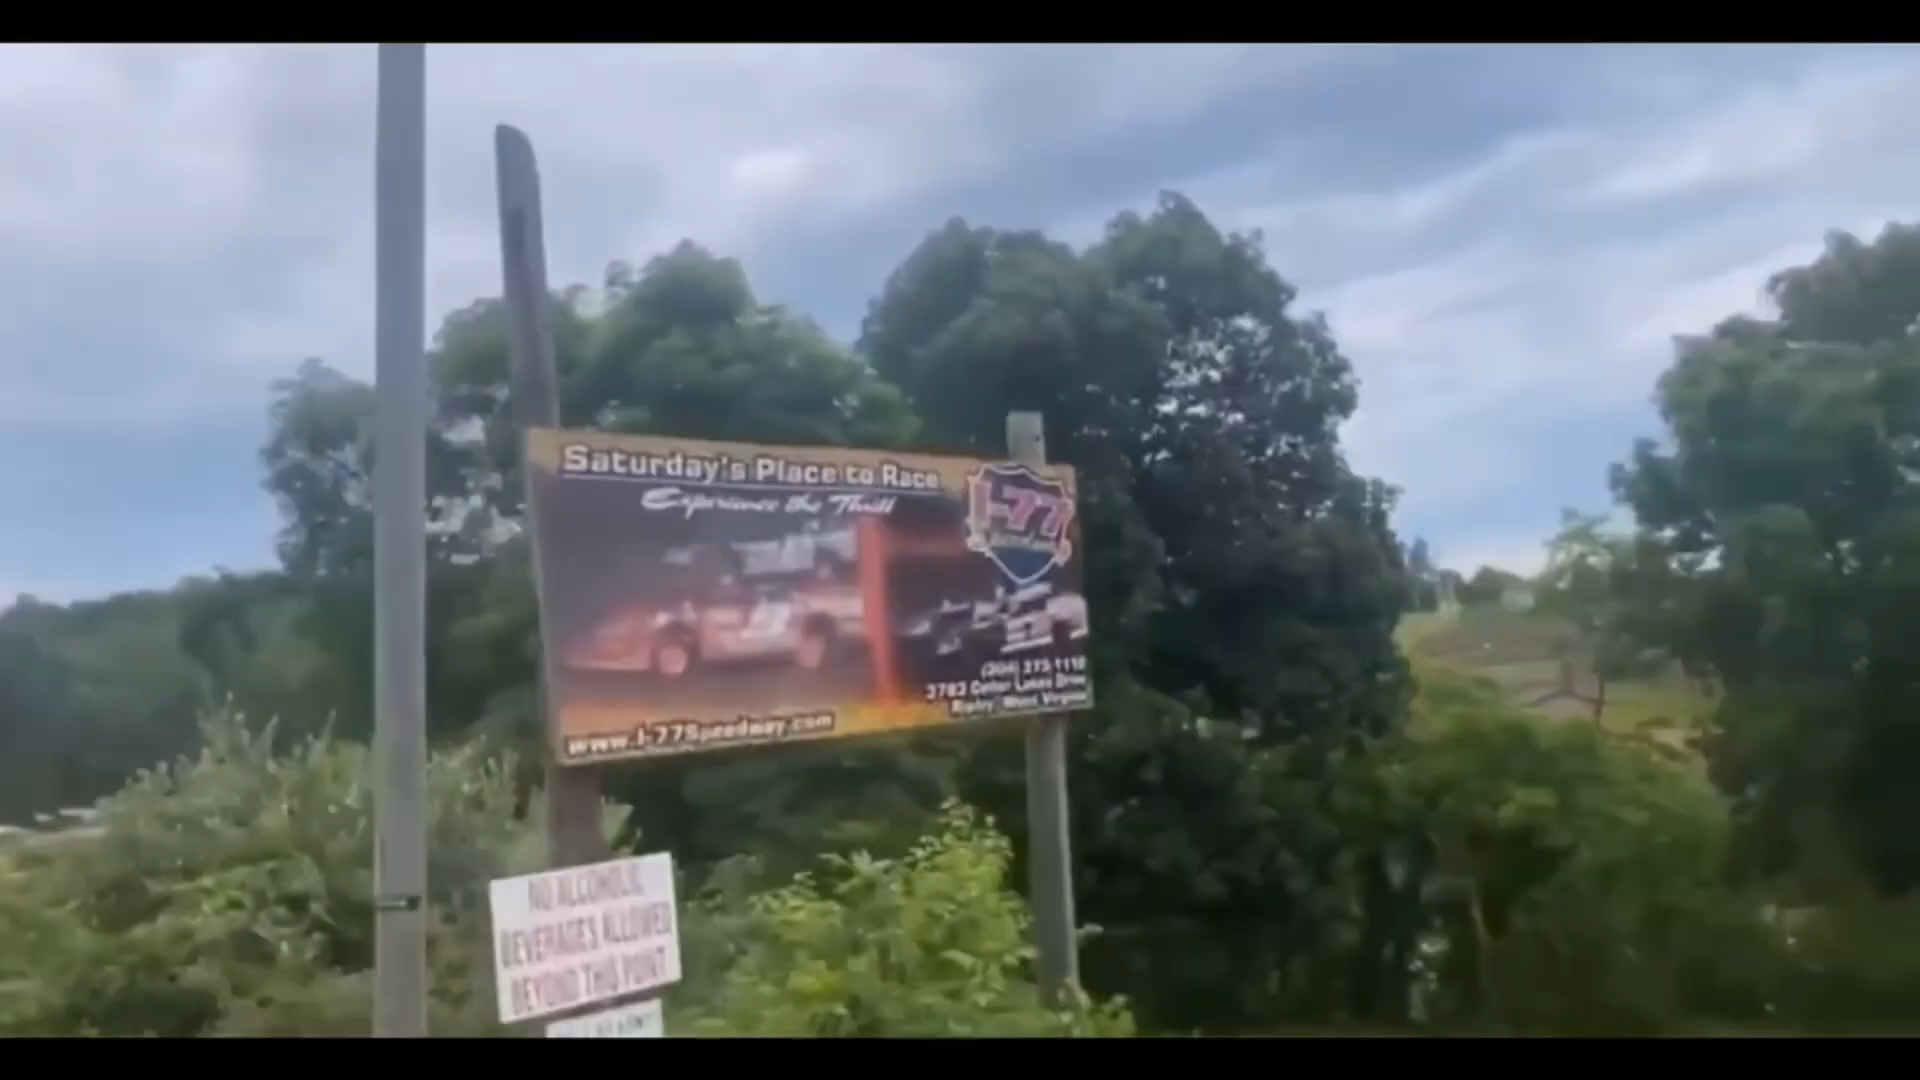 Saturday's Place to Race
Experience the Thrill
I-77
(304) 273-1110
3783 Cedar Lakes Drive
Ripley, West Virginia
www.I-77Speedway.com
NO ALCOHOLIC
BEVERAGES ALLOWED
BEYOND THIS POINT